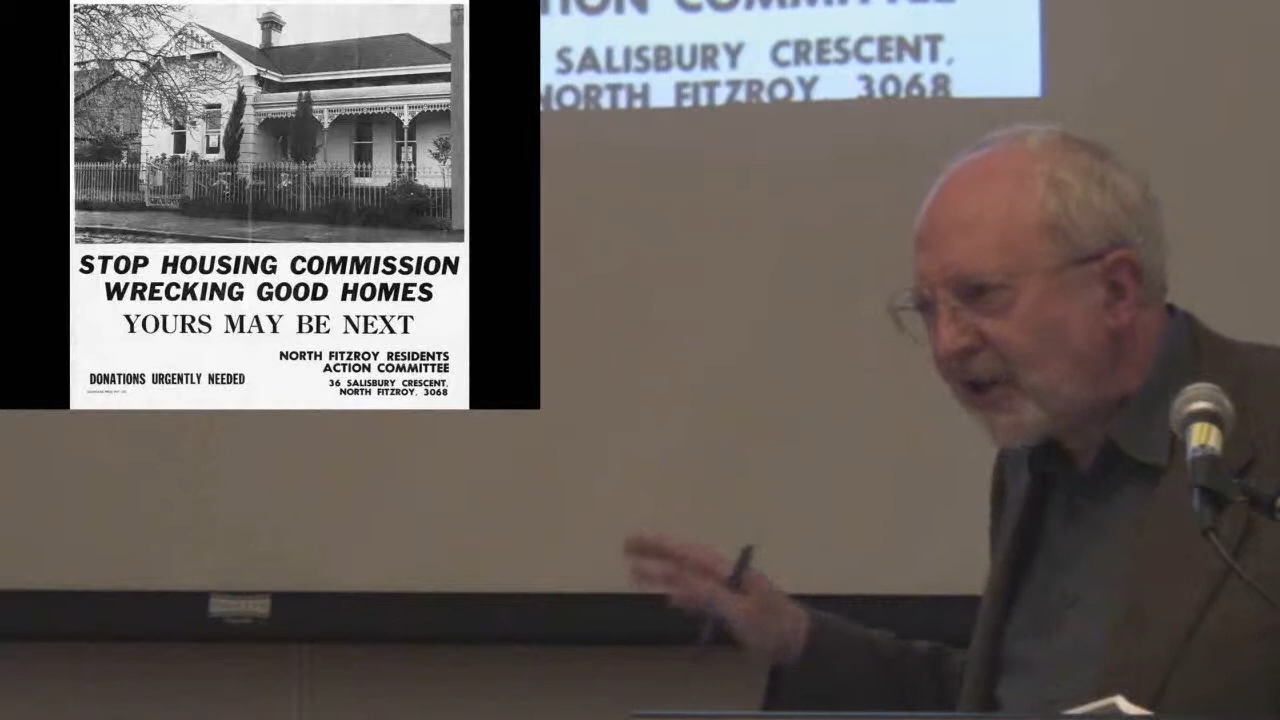 STOP HOUSING COMMISSION
WRECKING GOOD HOMES
YOURS MAY BE NEXT
NORTH FITZROY RESIDENTS
ACTION COMMITTEE
DONATIONS URGENTLY NEEDED
36 SALISBURY CRESCENT,
NORTH FITZROY, 3068
COMMITTEE
SALISBURY CRESCENT,
NORTH FITZROY, 3068